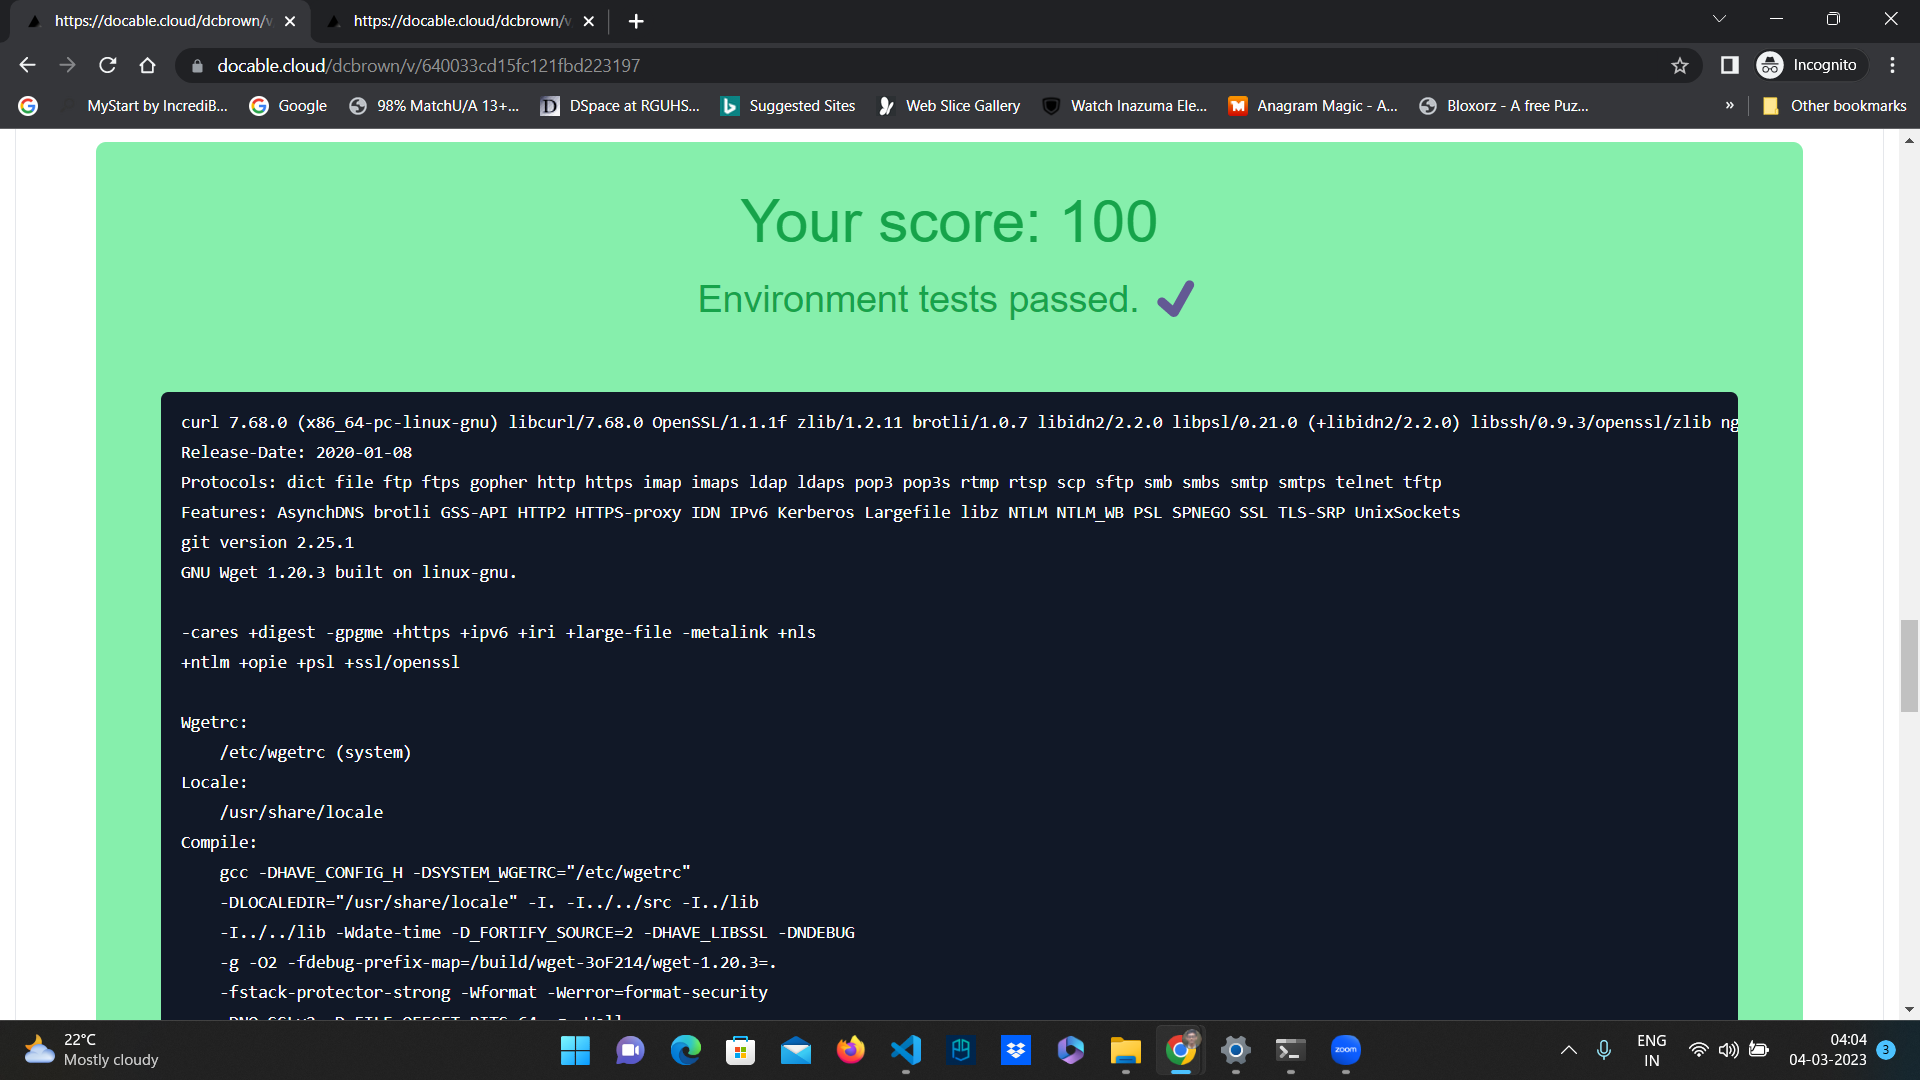 https://docable.cloud/dcbrown/v
https://docable.cloud/dcbrown/v
docable.cloud/dcbrown/v/640033cd15fc121fbd223197
Incognito
MyStart by IncrediB...
Google
98% MatchU/A 13+...
DSpace at RGUHS...
Suggested Sites
Web Slice Gallery
Watch Inazuma Ele...
Anagram Magic - A...
Bloxorz - A free Puz...
»
Other bookmarks
Your score: 100
Environment tests passed.
curl 7.68.0 (x86_64-pc-linux-gnu) libcurl/7.68.0 OpenSSL/1.1.1f zlib/1.2.11 brotli/1.0.7 libidn2/2.2.0 libpsl/0.21.0 (+libidn2/2.2.0) libssh/0.9.3/openssl/zlib ng
Release-Date: 2020-01-08
Protocols: dict file ftp ftps gopher http https imap imaps ldap ldaps pop3 pop3s rtmp rtsp scp sftp smb smbs smtp smtps telnet tftp
Features: AsynchDNS brotli GSS-API HTTP2 HTTPS-proxy IDN IPv6 Kerberos Largefile libz NTLM NTLM_WB PSL SPNEGO SSL TLS-SRP UnixSockets
git version 2.25.1
GNU Wget 1.20.3 built on linux-gnu.
-cares +digest -gpgme +https +ipv6 +iri +large-file -metalink +nls
+ntlm +opie +psl +ssl/openssl
Wgetrc:
/etc/wgetrc (system)
Locale:
/usr/share/locale
Compile:
gcc -DHAVE_CONFIG_H -DSYSTEM_WGETRC="/etc/wgetrc"
-DLOCALEDIR="/usr/share/locale" -I. -I../../src -I../lib
-I../../lib -Wdate-time -D_FORTIFY_SOURCE=2 -DHAVE_LIBSSL -DNDEBUG
-g -O2 -fdebug-prefix-map=/build/wget-3oF214/wget-1.20.3=.
-fstack-protector-strong -Wformat -Werror=format-security
22°C
Mostly cloudy
zoom
ENG
IN
04:04
04-03-2023
3